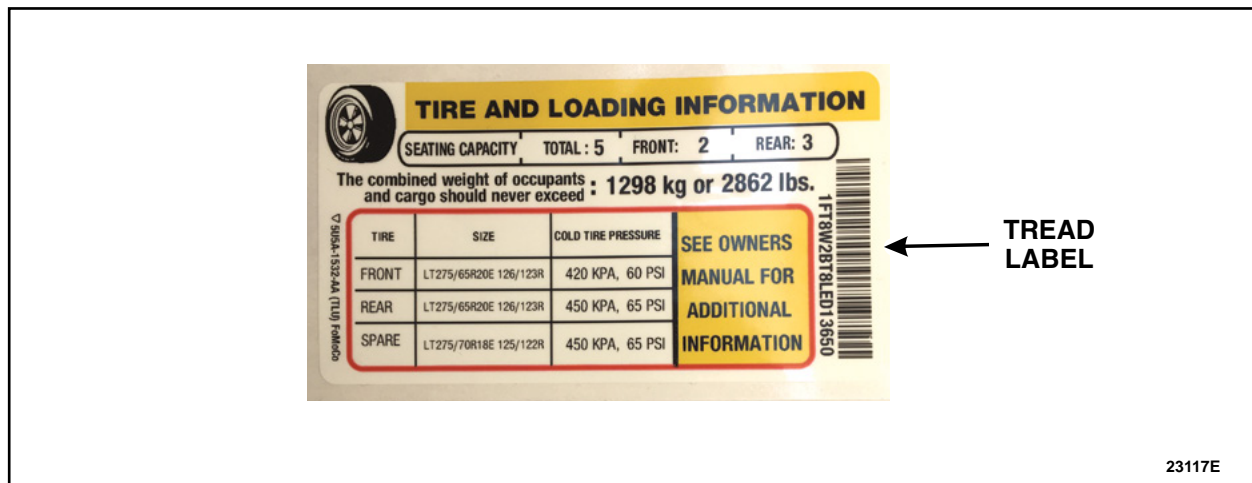 TIRE AND LOADING INFORMATION
SEATING CAPACITY TOTAL : 5 FRONT: 2 REAR: 3
The combined weight of occupants
and cargo should never exceed : 1298 kg or 2862 lbs.
TIRE SIZE COLD TIRE PRESSURE
FRONT LT275/65R20E 126/123R 420 KPA, 60 PSI
REAR LT275/65R20E 126/123R 450 KPA, 65 PSI
SPARE LT275/70R18E 125/122R 450 KPA, 65 PSI
SEE OWNERS
MANUAL FOR
ADDITIONAL
INFORMATION
5U5A-1532-AA (TLU) FoMoCo
1FT8W2BT8LED13650
TREAD
LABEL
23117E